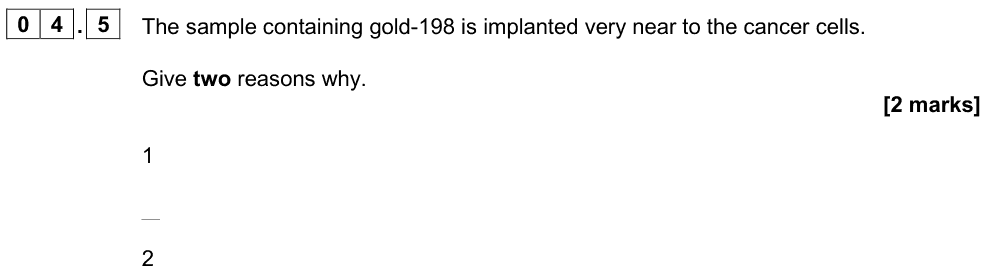 0 4 . 5 The sample containing gold-198 is implanted very near to the cancer cells.
Give two reasons why.
[2 marks]
1
2